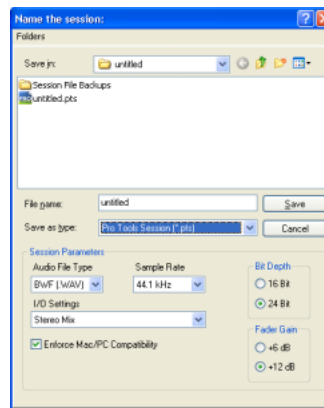 Name the session:
Folders
Save in:
untitled
Session File Backups
untitled.pts
File name:
untitled
Save
Save as type:
Pro Tools Session (*.pts)
Cancel
Session Parameters
Audio File Type
Sample Rate
Bit Depth
BWF (.WAV)
44.1 kHz
16 Bit
I/O Settings
24 Bit
Stereo Mix
Fader Gain
Enforce Mac/PC Compatibility
+6 dB
+12 dB